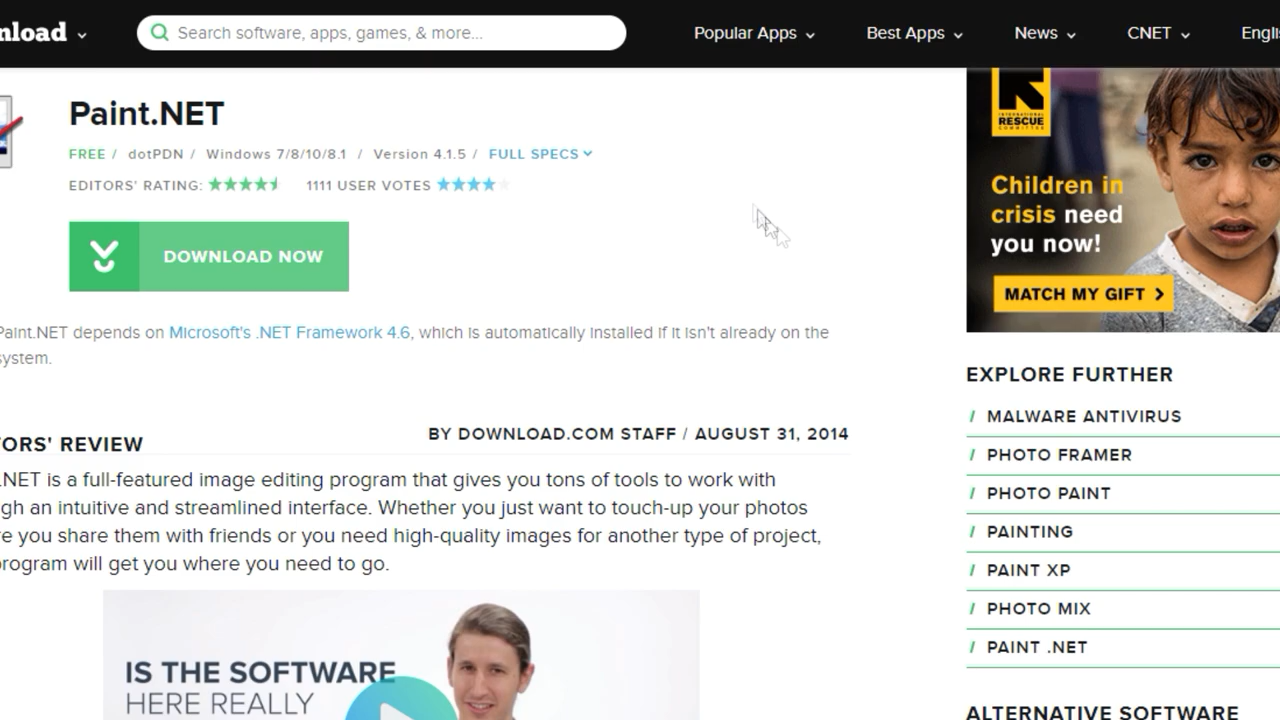 nload
Search software, apps, games, & more...
Popular Apps
Best Apps
News
CNET
Paint.NET
FREE / dotPDN / Windows 7/8/10/8.1 / Version 4.1.5 / FULL SPECS
EDITORS' RATING:
1111 USER VOTES
DOWNLOAD NOW
Paint.NET depends on Microsoft's .NET Framework 4.6, which is automatically installed if it isn't already on the
system.
TORS' REVIEW
BY DOWNLOAD.COM STAFF / AUGUST 31, 2014
.NET is a full-featured image editing program that gives you tons of tools to work with
gh an intuitive and streamlined interface. Whether you just want to touch-up your photos
re you share them with friends or you need high-quality images for another type of project,
program will get you where you need to go.
IS THE SOFTWARE
HERE REALLY
INTERNATIONAL
RESCUE
COMMITTEE
Children in
crisis need
you now!
MATCH MY GIFT
EXPLORE FURTHER
/ MALWARE ANTIVIRUS
/ PHOTO FRAMER
/ PHOTO PAINT
/ PAINTING
/ PAINT XP
/ PHOTO MIX
/ PAINT .NET
ALTERNATIVE SOFTWARE